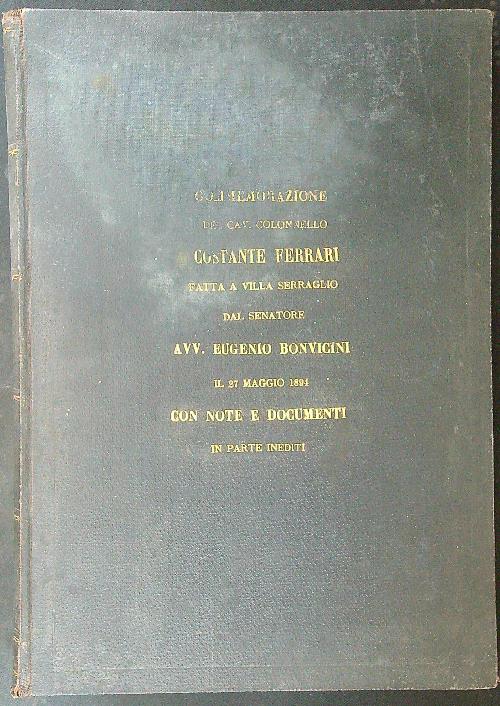 COMMEMORAZIONE
DEL CAV. COLONNELLO
COSTANTE FERRARI
FATTA A VILLA SERRAGLIO
DAL SENATORE
AVV. EUGENIO BONVICINI
IL 27 MAGGIO 1894
CON NOTE E DOCUMENTI
IN PARTE INEDITI